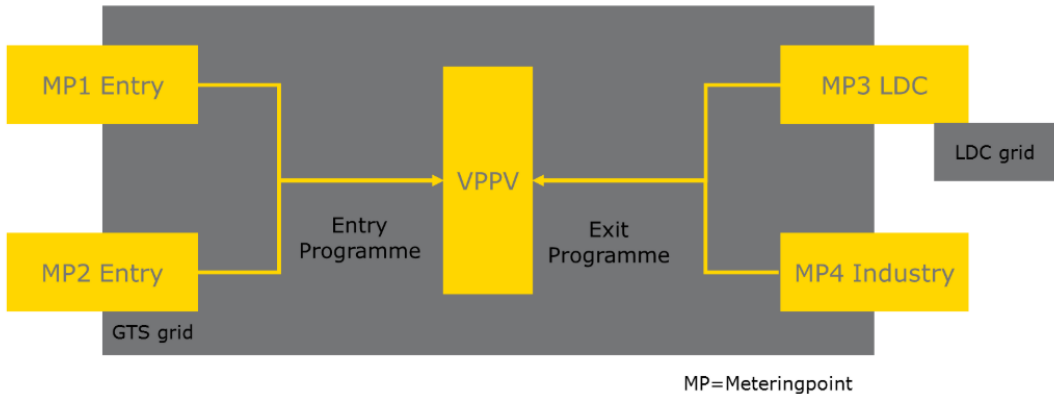 MP1 Entry
MP3 LDC
LDC grid
VPPV
Entry
Programme
Exit
Programme
MP2 Entry
MP4 Industry
GTS grid
MP=Meteringpoint